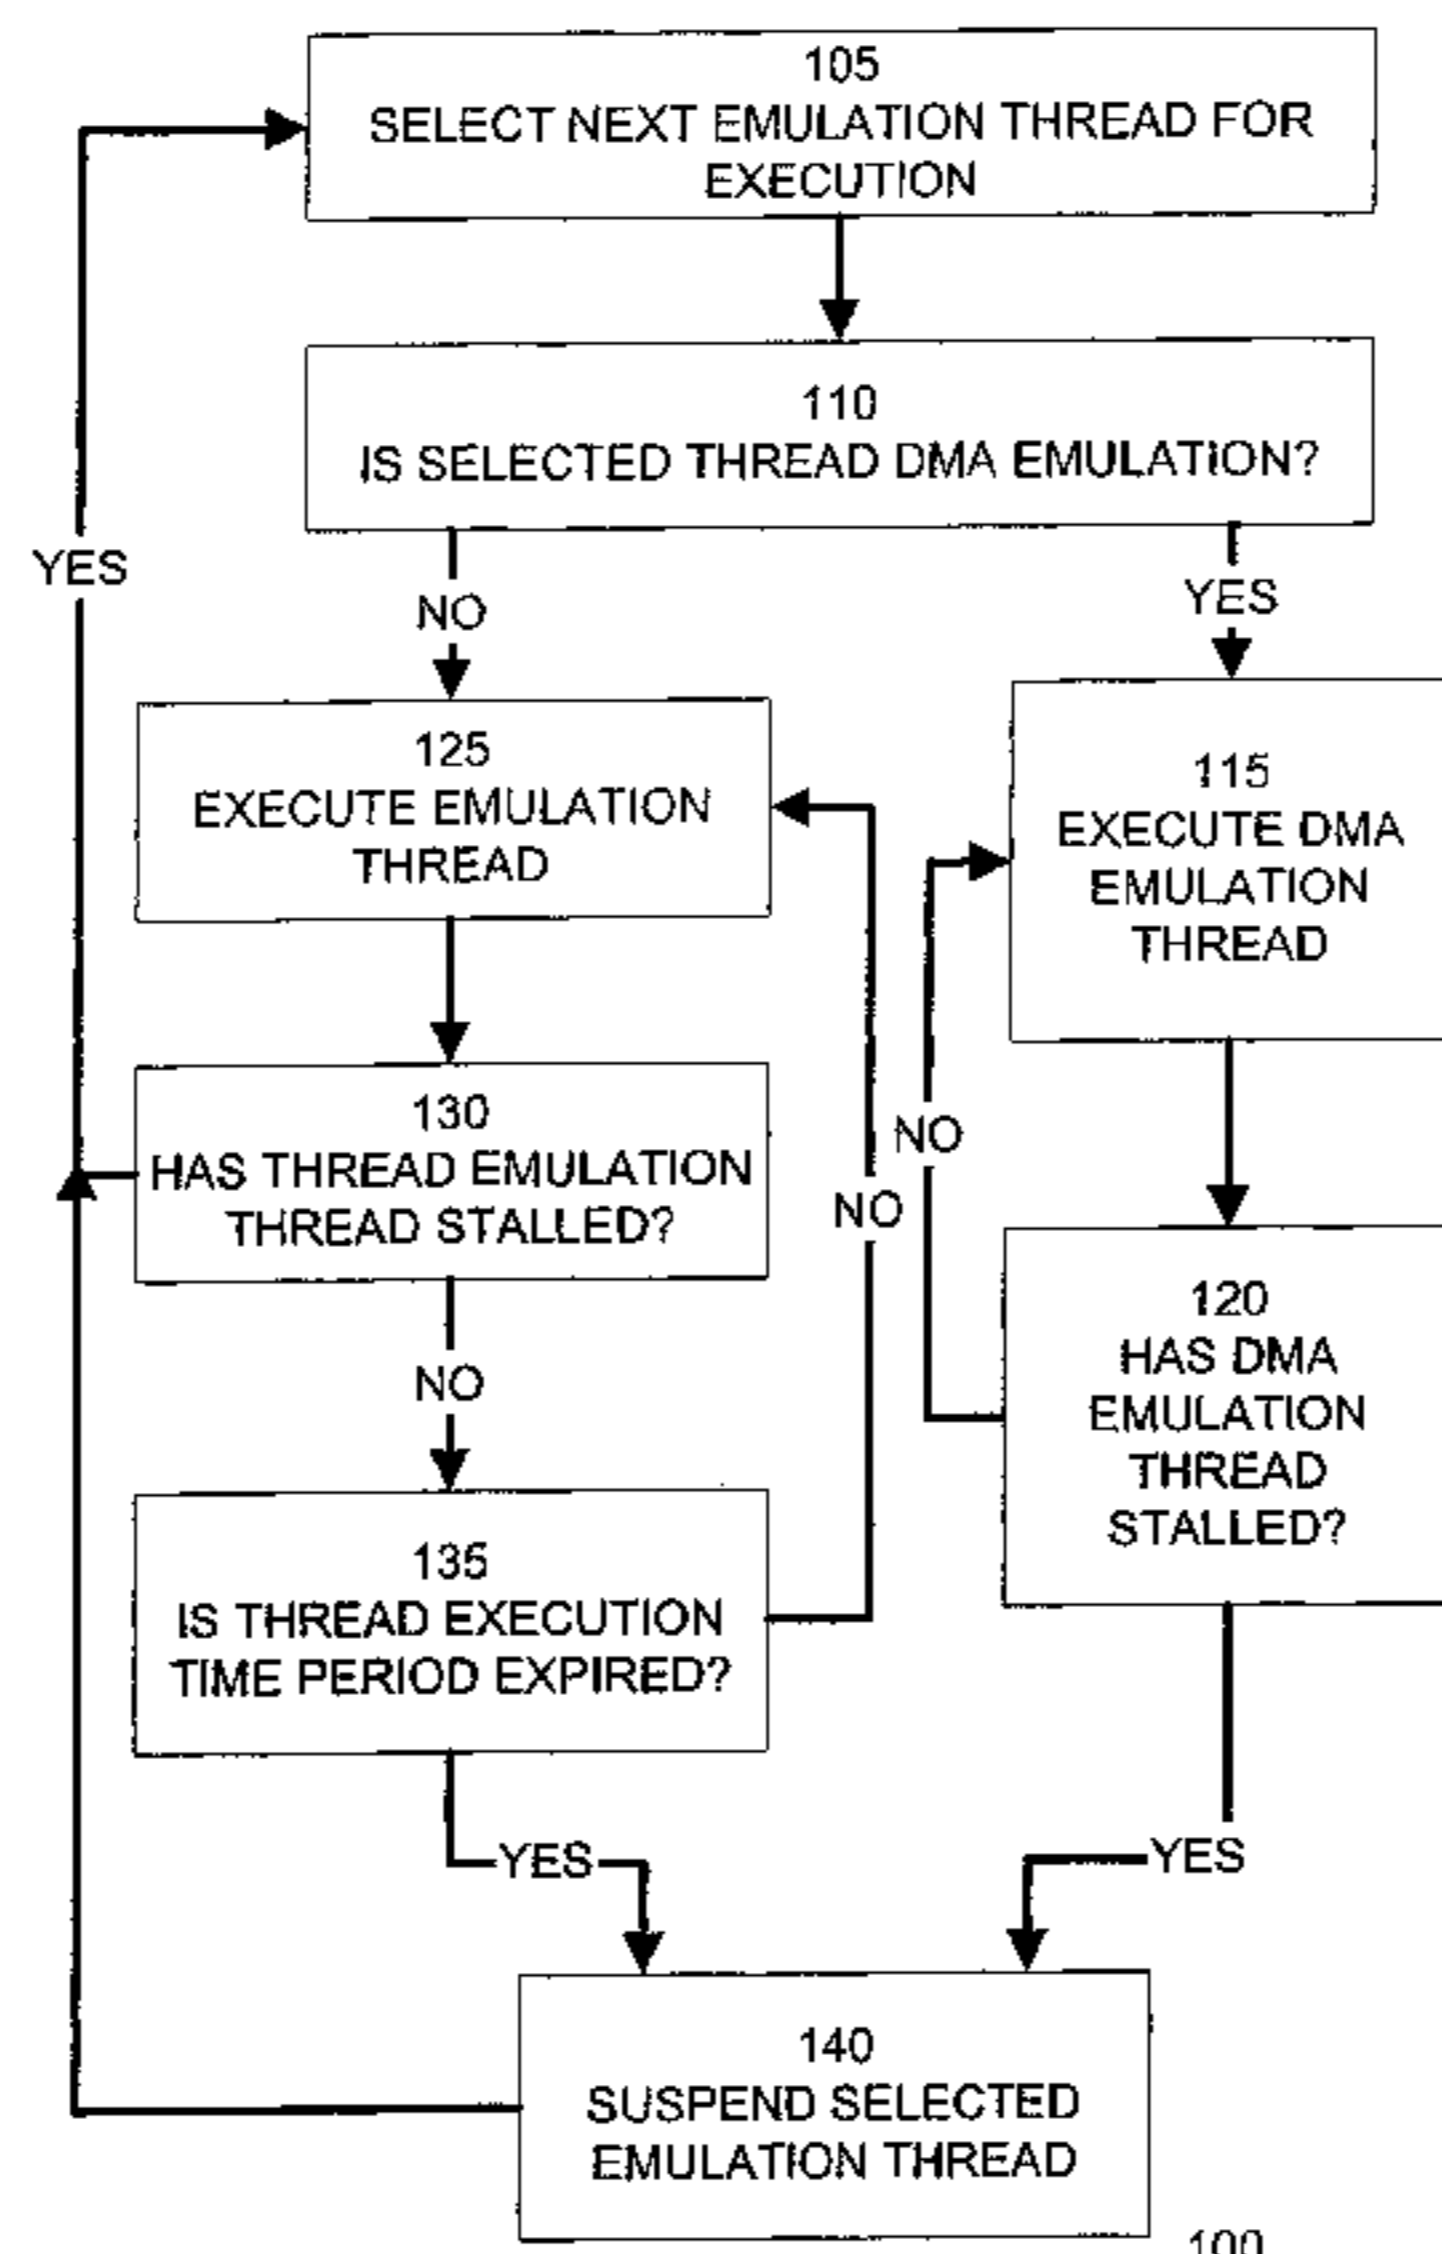 105
SELECT NEXT EMULATION THREAD FOR
EXECUTION
110
IS SELECTED THREAD DMA EMULATION?
YES
NO
YES
125
EXECUTE EMULATION
THREAD
115
EXECUTE DMA
EMULATION
THREAD
130
HAS THREAD EMULATION
THREAD STALLED?
NO
NO
NO
120
HAS DMA
EMULATION
THREAD
STALLED?
135
IS THREAD EXECUTION
TIME PERIOD EXPIRED?
YES
YES
140
SUSPEND SELECTED
EMULATION THREAD
100